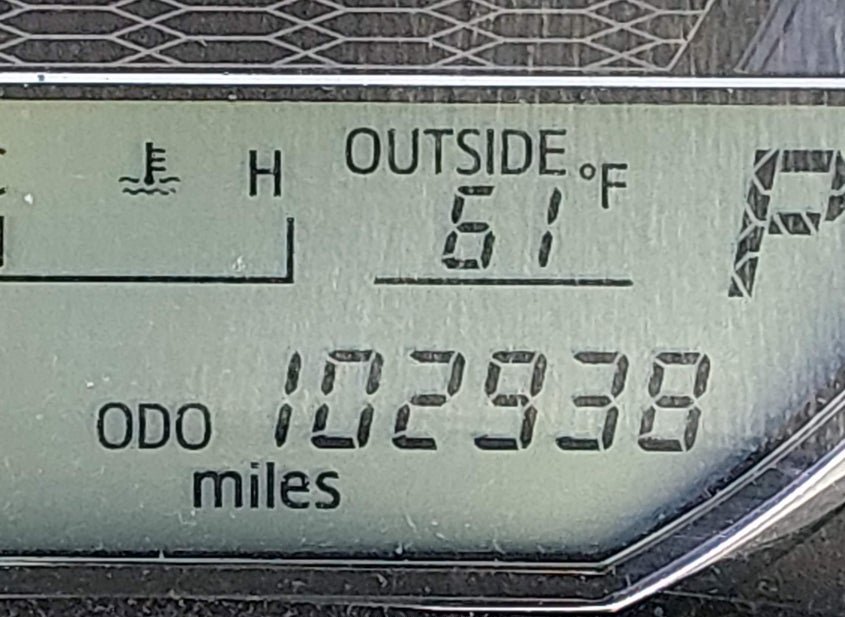 C H OUTSIDE °F P
61
ODO 102938
miles